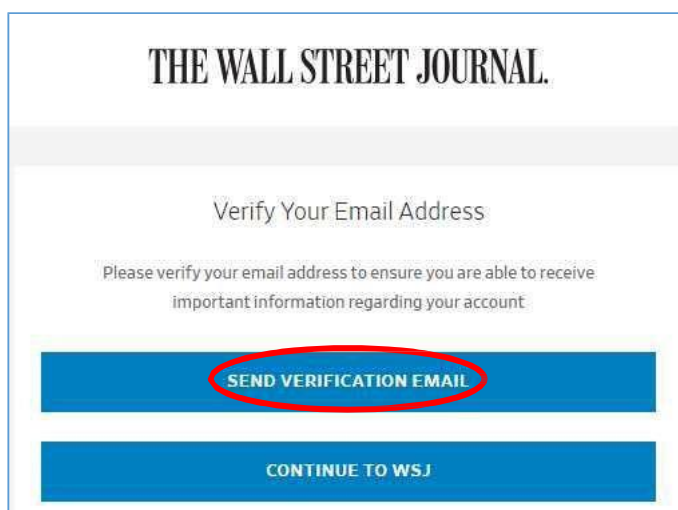 THE WALL STREET JOURNAL.
Verify Your Email Address
Please verify your email address to ensure you are able to receive
important information regarding your account
SEND VERIFICATION EMAIL
CONTINUE TO WSJ